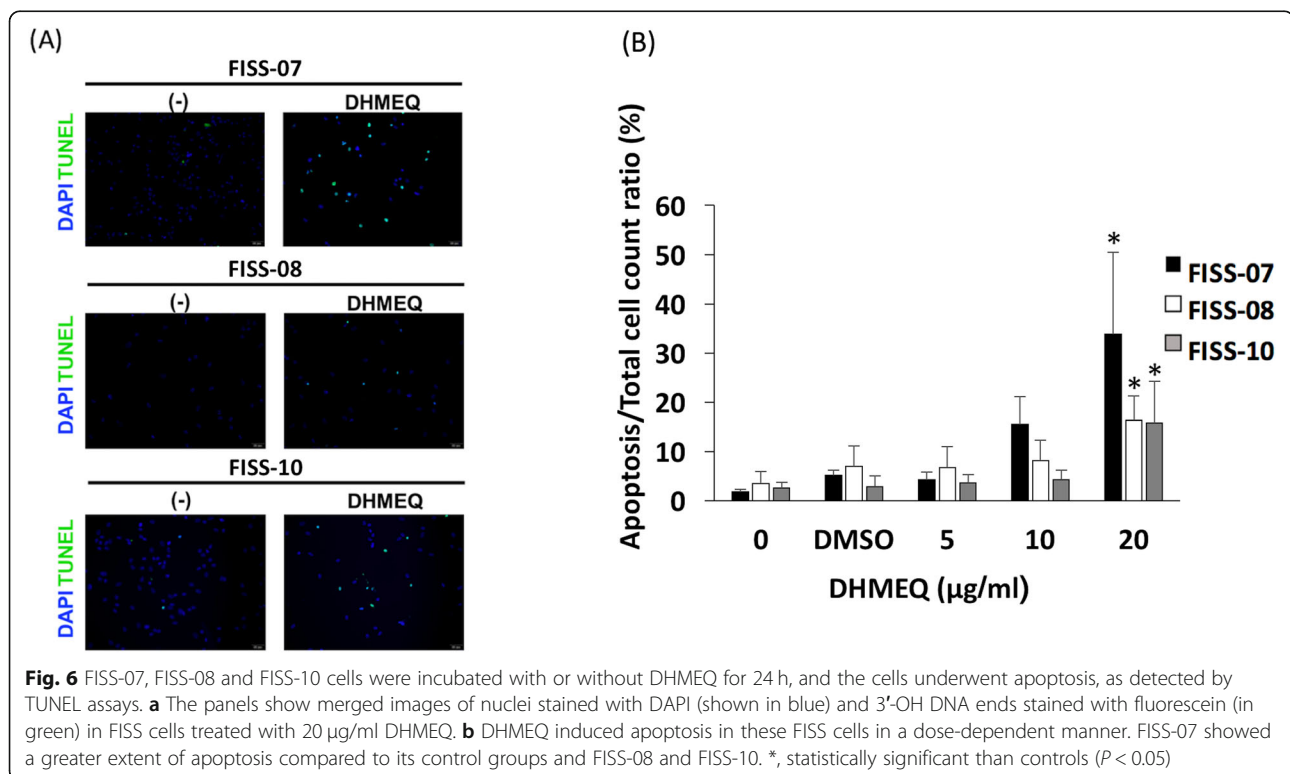 (A)
FISS-07
(-) DHMEQ
DAPI TUNEL
FISS-08
(-) DHMEQ
DAPI TUNEL
FISS-10
(-) DHMEQ
DAPI TUNEL
(B)
Apoptosis/Total cell count ratio (%)
60
50
40
30
20
10
0
* * *
0 DMSO 5 10 20
DHMEQ (µg/ml)
FISS-07
FISS-08
FISS-10
Fig. 6 FISS-07, FISS-08 and FISS-10 cells were incubated with or without DHMEQ for 24 h, and the cells underwent apoptosis, as detected by
TUNEL assays. a The panels show merged images of nuclei stained with DAPI (shown in blue) and 3′-OH DNA ends stained with fluorescein (in
green) in FISS cells treated with 20 µg/ml DHMEQ. b DHMEQ induced apoptosis in these FISS cells in a dose-dependent manner. FISS-07 showed
a greater extent of apoptosis compared to its control groups and FISS-08 and FISS-10. *, statistically significant than controls (P < 0.05)